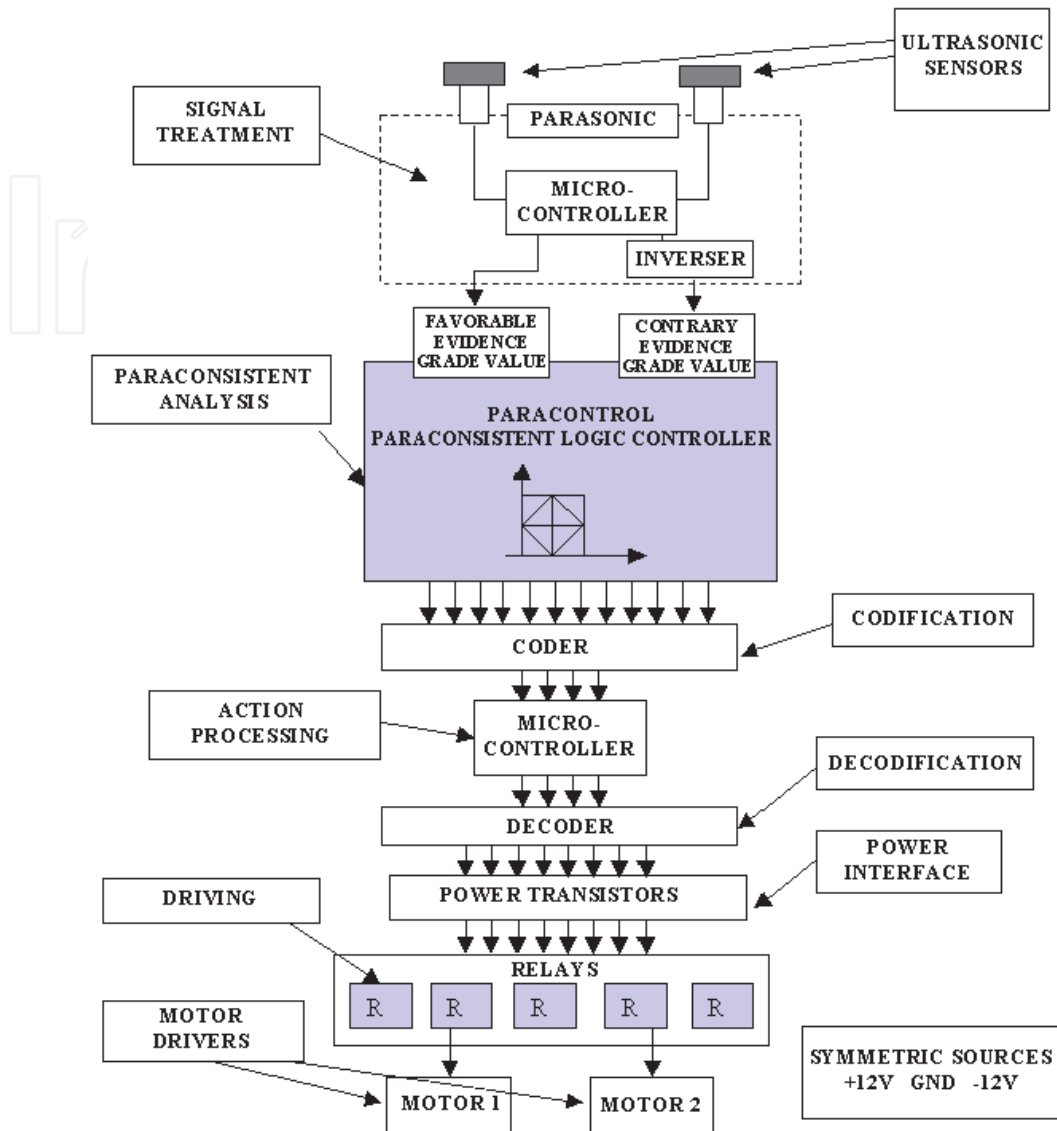 ULTRASONIC
SENSORS
SIGNAL
TREATMENT
PARASONIC
MICRO-
CONTROLLER
INVERSER
FAVORABLE
EVIDENCE
GRADE VALUE
CONTRARY
EVIDENCE
GRADE VALUE
PARACONSISTENT
ANALYSIS
PARACONTROL
PARACONSISTENT LOGIC CONTROLLER
CODIFICATION
CODER
ACTION
PROCESSING
MICRO-
CONTROLLER
DECODIFICATION
DECODER
POWER
INTERFACE
POWER TRANSISTORS
DRIVING
RELAYS
R R R R R
MOTOR
DRIVERS
SYMMETRIC SOURCES
+12V GND -12V
MOTOR 1
MOTOR 2